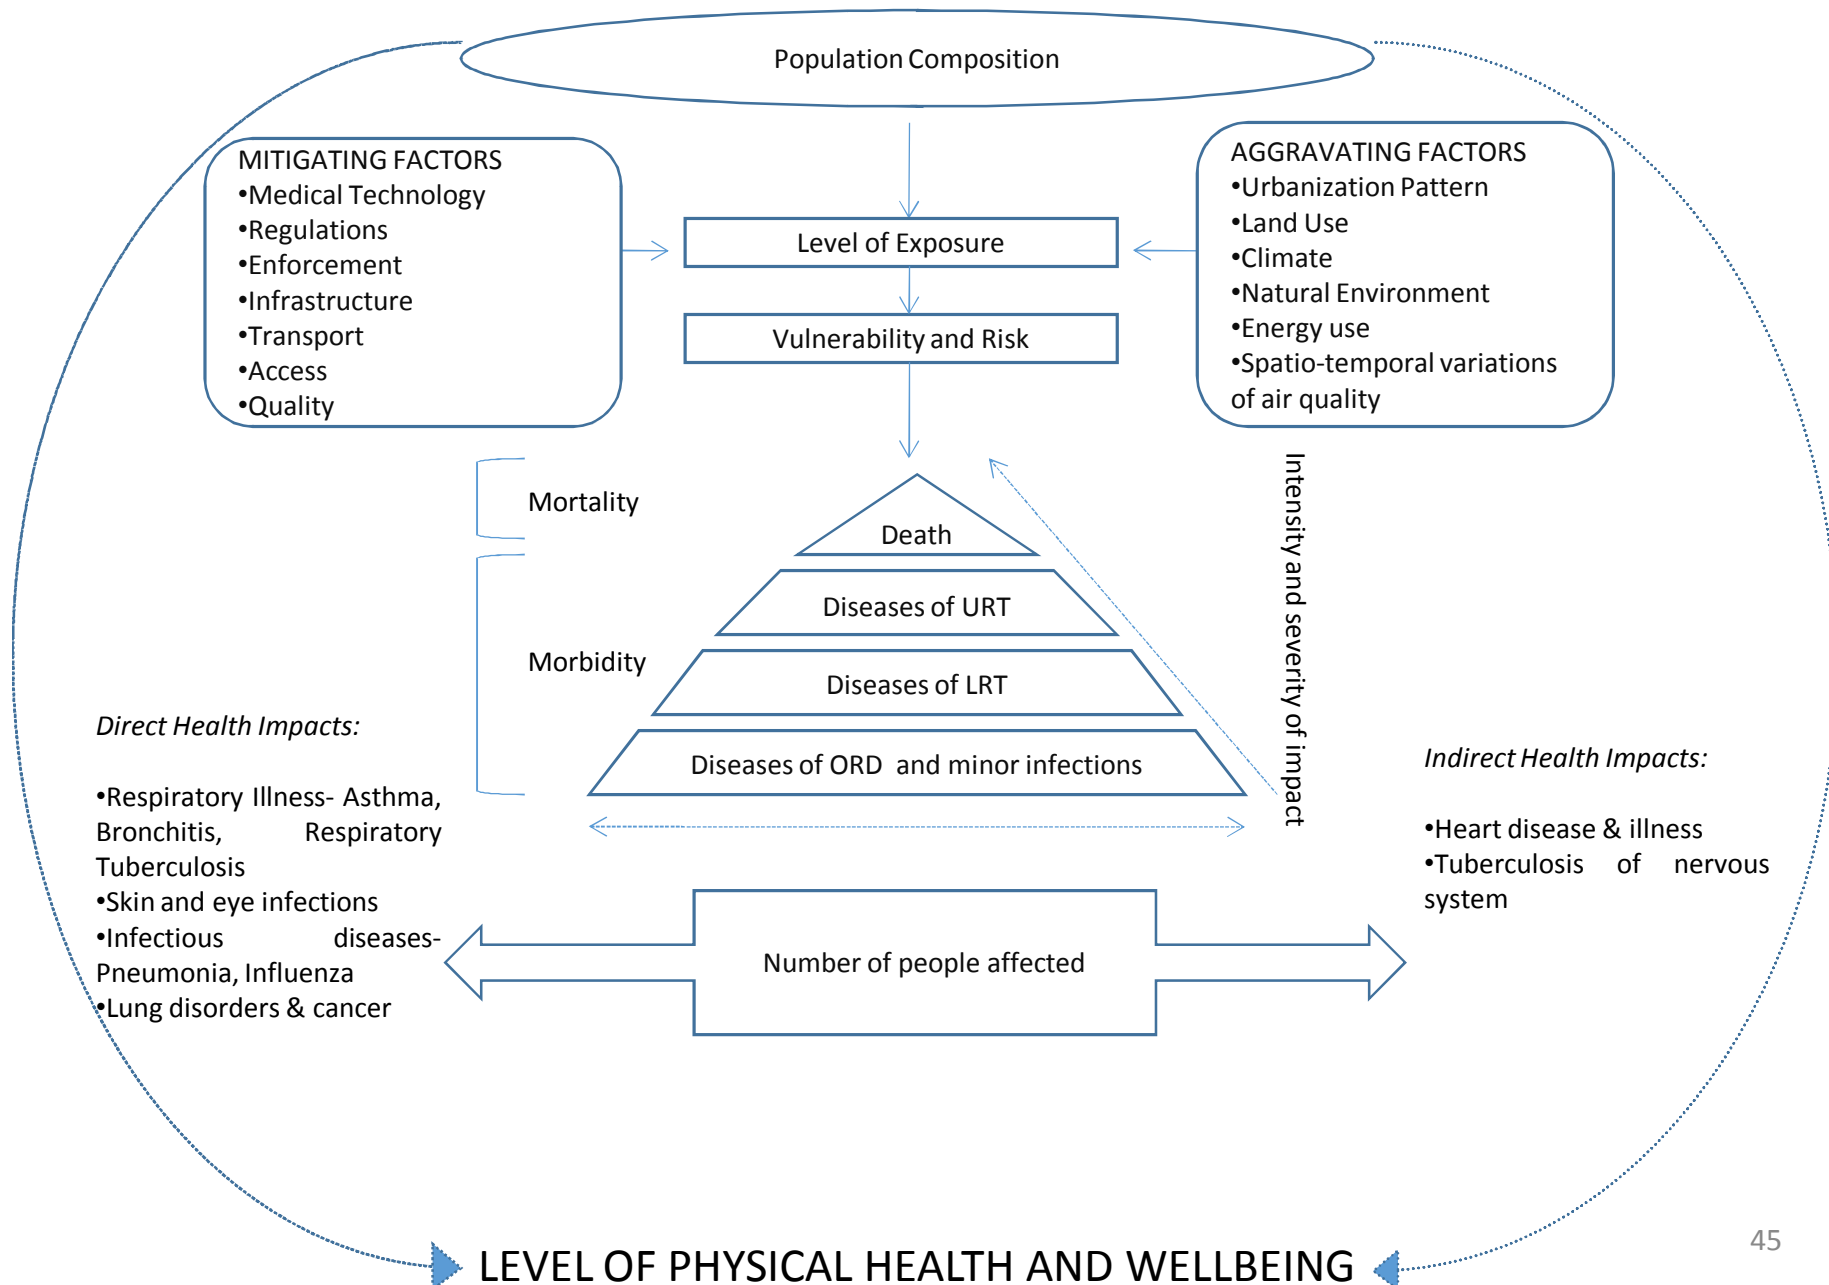 Population Composition
MITIGATING FACTORS
•Medical Technology
•Regulations
•Enforcement
•Infrastructure
•Transport
•Access
•Quality
AGGRAVATING FACTORS
•Urbanization Pattern
•Land Use
•Climate
•Natural Environment
•Energy use
•Spatio-temporal variations
of air quality
Level of Exposure
Vulnerability and Risk
Mortality
Death
Diseases of URT
Morbidity
Diseases of LRT
Diseases of ORD and minor infections
Intensity and severity of impact
Direct Health Impacts:
•Respiratory Illness- Asthma,
Bronchitis, Respiratory
Tuberculosis
•Skin and eye infections
•Infectious diseases-
Pneumonia, Influenza
•Lung disorders & cancer
Indirect Health Impacts:
•Heart disease & illness
•Tuberculosis of nervous
system
Number of people affected
LEVEL OF PHYSICAL HEALTH AND WELLBEING
45